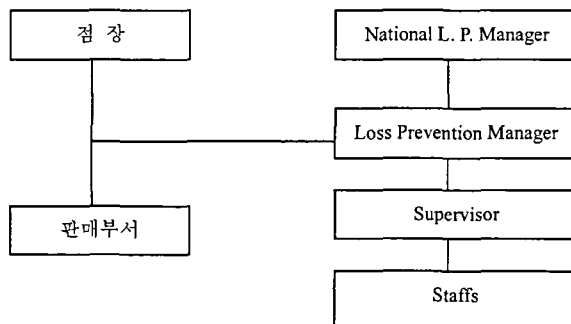 점 장
National L. P. Manager
Loss Prevention Manager
판매부서
Supervisor
Staffs